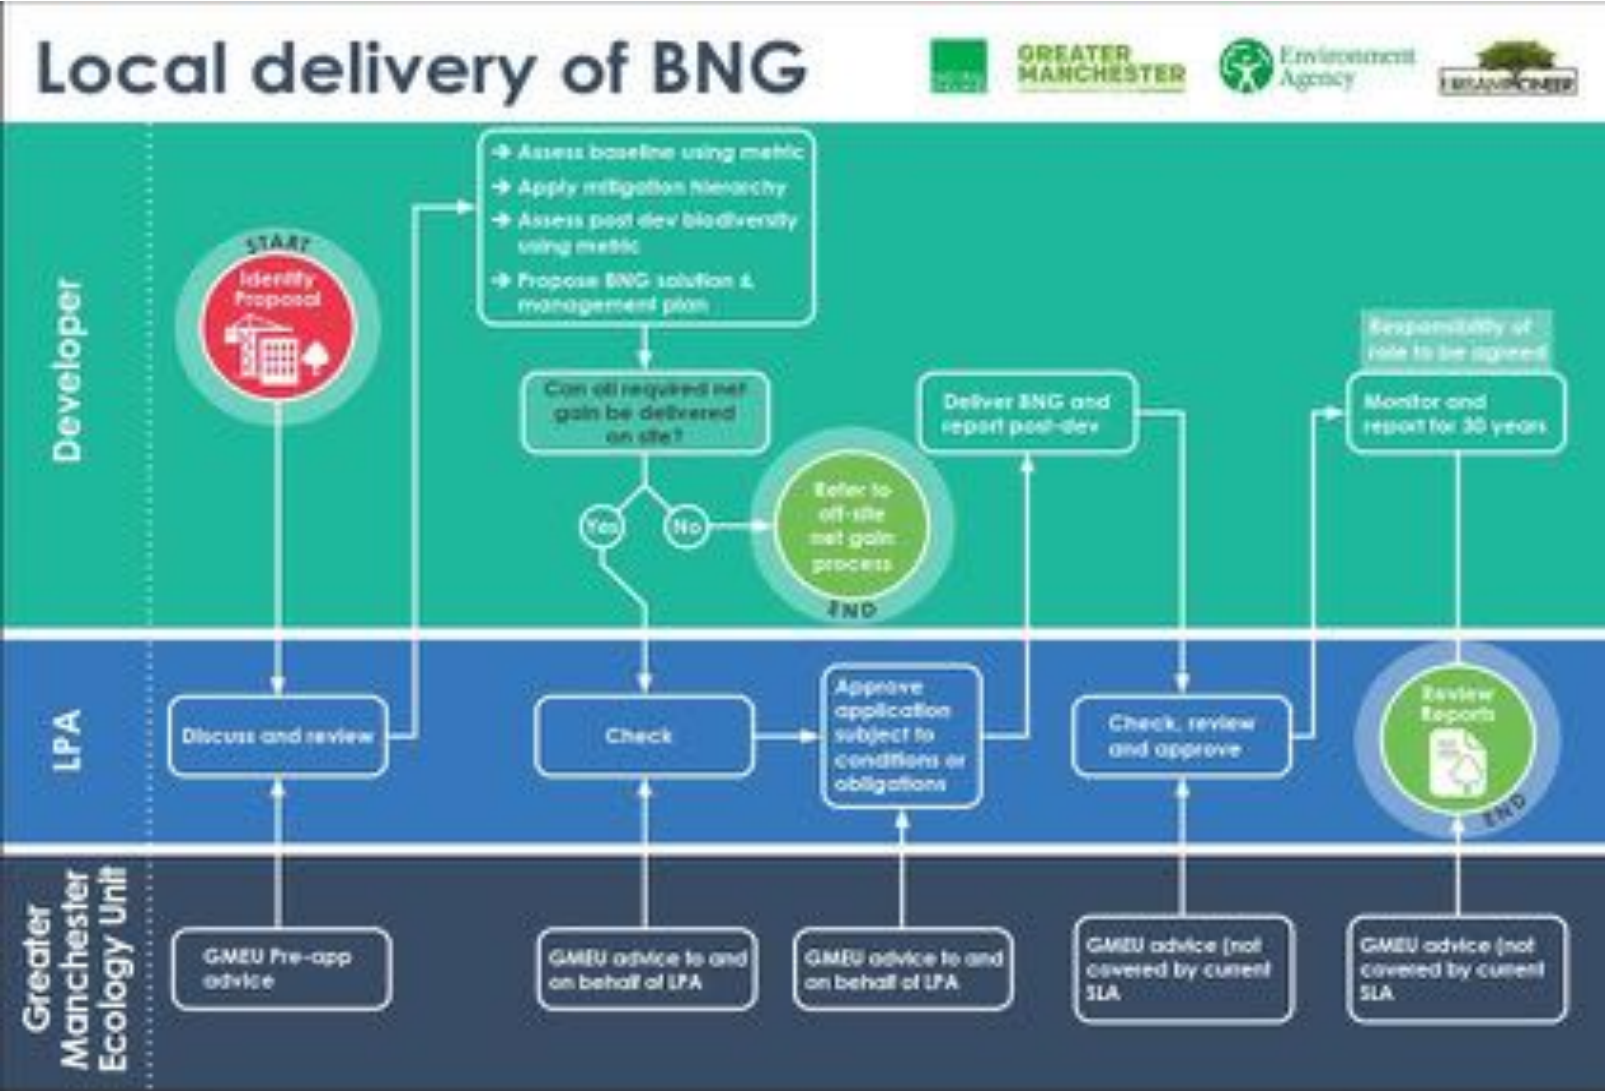 Local delivery of BNG
GREATER
MANCHESTER
Environment
Agency
Developer
START
Identify
Proposal
→ Assess baseline using metric
→ Apply mitigation hierarchy
→ Assess post dev biodiversity
using metric
→ Propose BNG solution &
management plan
Can all required net
gain be delivered
on site?
Yes
No
Refer to
off-site
net gain
process
END
Deliver BNG and
report post-dev
Responsibility of
role to be agreed
Monitor and
report for 30 years
LPA
Discuss and review
Check
Approve
application
subject to
conditions or
obligations
Check, review
and approve
Review
Reports
END
Greater
Manchester
Ecology Unit
GMEU Pre-app
advice
GMEU advice to and
on behalf of LPA
GMEU advice to and
on behalf of LPA
GMEU advice (not
covered by current
SLA
GMEU advice (not
covered by current
SLA